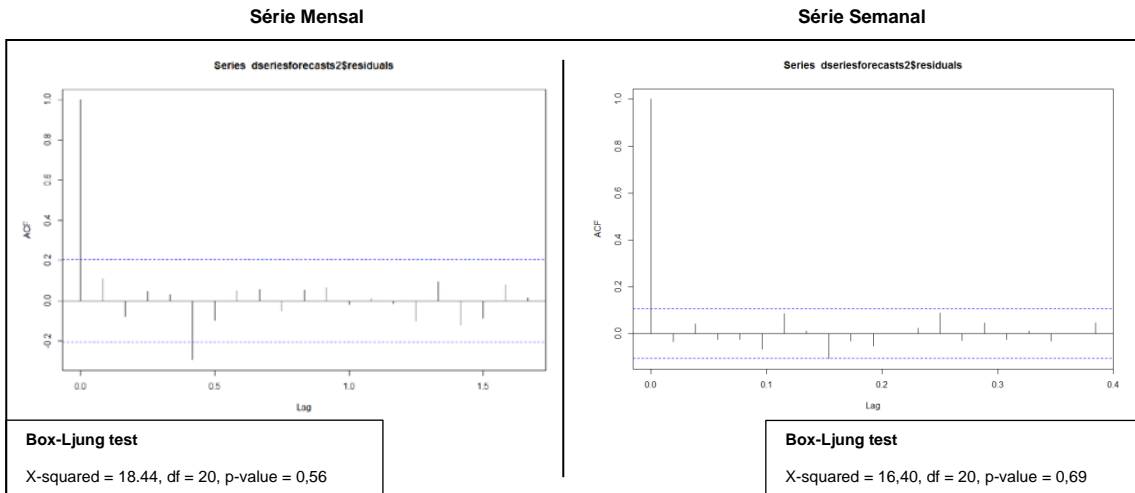 Série Mensal
Série Semanal
Series dseriesforecasts2$residuals
ACF
1.0
0.8
0.6
0.4
0.2
0.0
-0.2
0.0
0.5
1.0
1.5
Lag
Box-Ljung test
X-squared = 18.44, df = 20, p-value = 0,56
Series dseriesforecasts2$residuals
ACF
1.0
0.8
0.6
0.4
0.2
0.0
0.0
0.1
0.2
0.3
0.4
Lag
Box-Ljung test
X-squared = 16,40, df = 20, p-value = 0,69